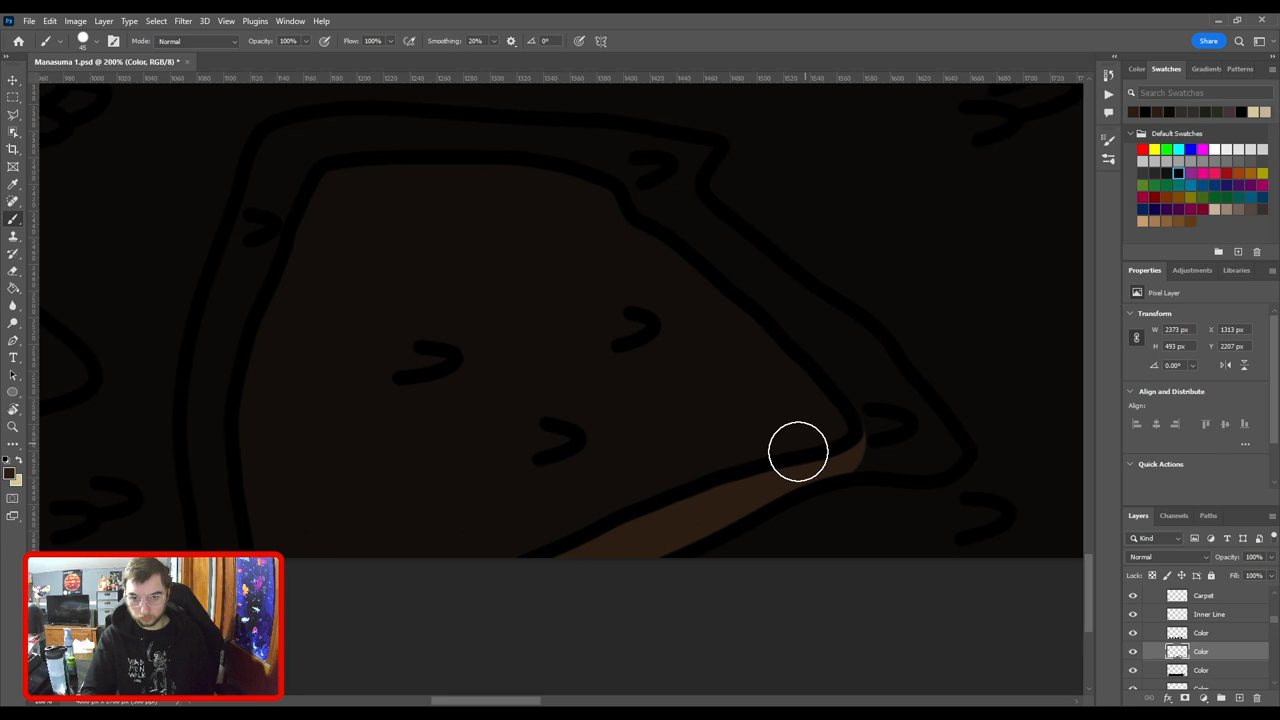 Ps File Edit Image Layer Type Select Filter 3D View Plugins Window Help
45 Mode: Normal Opacity: 100% Flow: 100% Smoothing: 20% 0° Share
Manasuma 1.psd @ 200% (Color, RGB/8) *
Color Swatches Gradients Patterns
Search Swatches
Default Swatches
Properties Adjustments Libraries
Pixel Layer
Transform
W 2373 px X 1313 px
H 493 px Y 2207 px
0.00°
Align and Distribute
Align:
Quick Actions
Layers Channels Paths
Kind
Normal Opacity: 100%
Lock: Fill: 100%
Carpet
Inner Line
Color
Color
Color